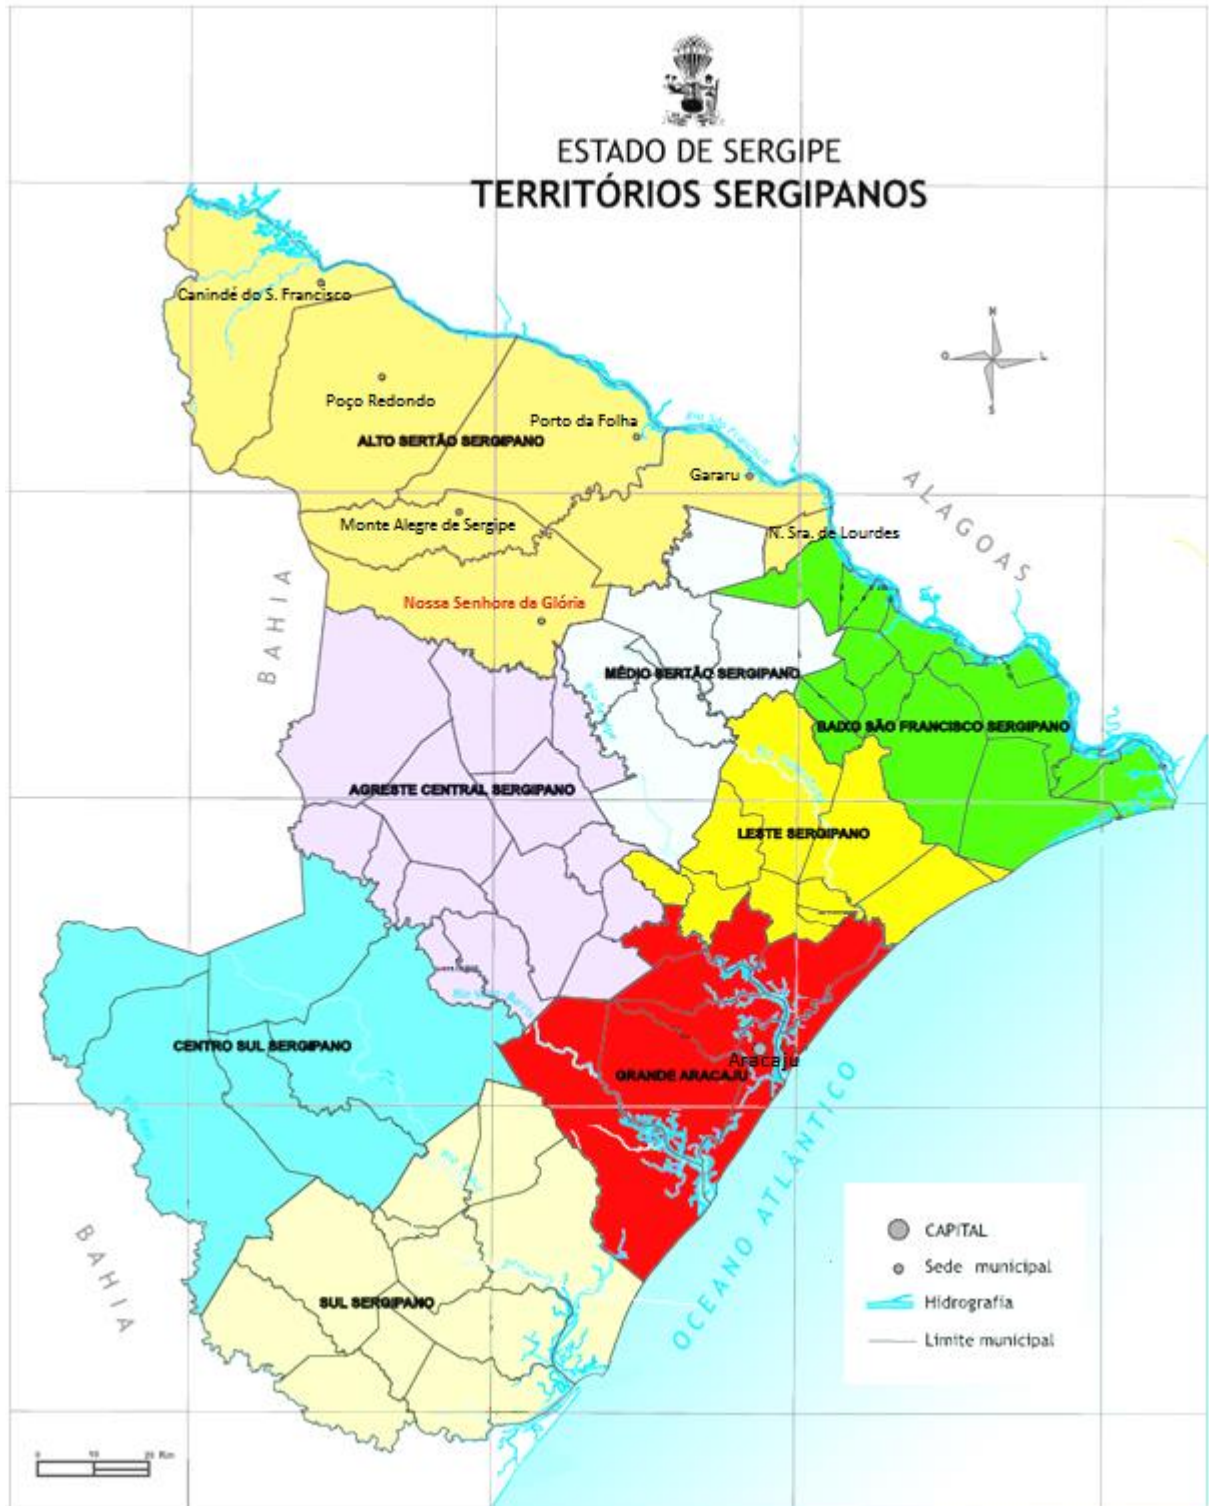 ESTADO DE SERGIPE
TERRITÓRIOS SERGIPANOS
Canindé do S. Francisco
N
O
L
S
Poço Redondo
Porto da Folha
Rio São Francisco
ALTO SERTÃO SERGIPANO
Gararu
ALAGOAS
Monte Alegre de Sergipe
N. Sra. de Lourdes
BAHIA
Nossa Senhora da Glória
MÉDIO SERTÃO SERGIPANO
BAIXO SÃO FRANCISCO SERGIPANO
AGRESTE CENTRAL SERGIPANO
LESTE SERGIPANO
CENTRO SUL SERGIPANO
Aracaju
GRANDE ARACAJU
OCEANO ATLÂNTICO
BAHIA
SUL SERGIPANO
CAPITAL
Sede municipal
Hidrografia
Limite municipal